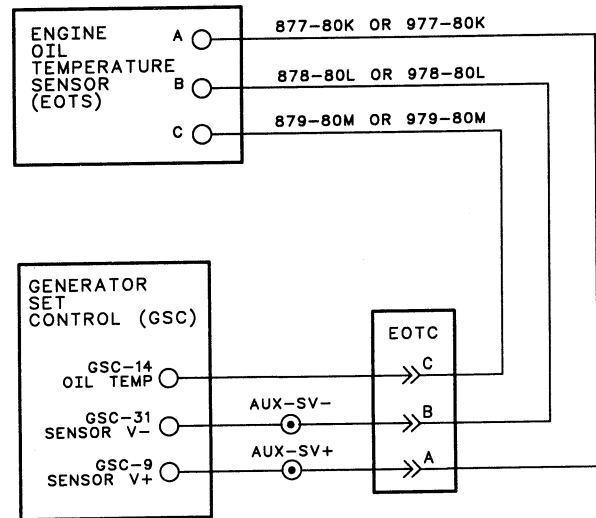 ENGINE
OIL
TEMPERATURE
SENSOR
(EOTS)
A
B
C
877-80K OR 977-80K
878-80L OR 978-80L
879-80M OR 979-80M
GENERATOR
SET
CONTROL (GSC)
GSC-14
OIL TEMP
GSC-31
SENSOR V-
GSC-9
SENSOR V+
AUX-SV-
AUX-SV+
EOTC
C
B
A